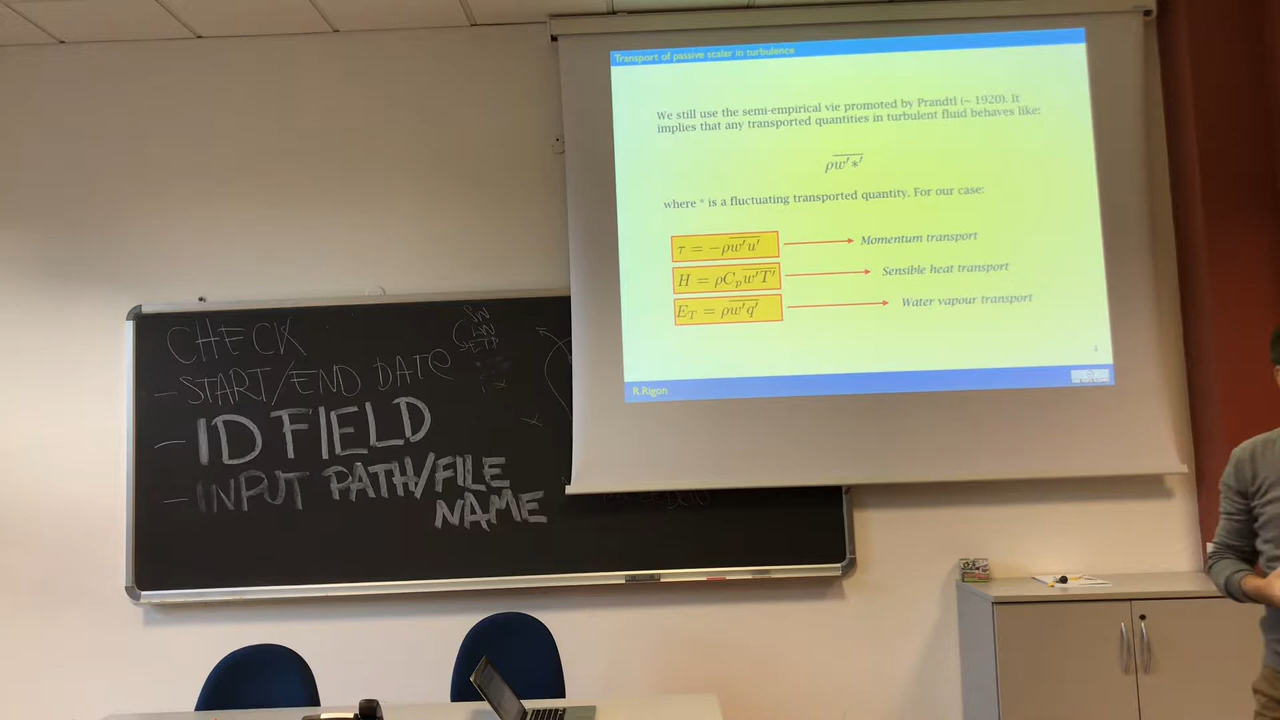 Transport of passive scaler in turbulence
We still use the semi-empirical vie promoted by Prandtl (~ 1920). It
implies that any transported quantities in turbulent fluid behaves like:
ρw'*'
where * is a fluctuating transported quantity. For our case:
τ = −ρw'u' Momentum transport
H = ρC_p w'T' Sensible heat transport
E_T = ρw'q' Water vapour transport
R.Rigon
CHECK
- START/END DATE
- ID FIELD
- INPUT PATH/FILE
NAME